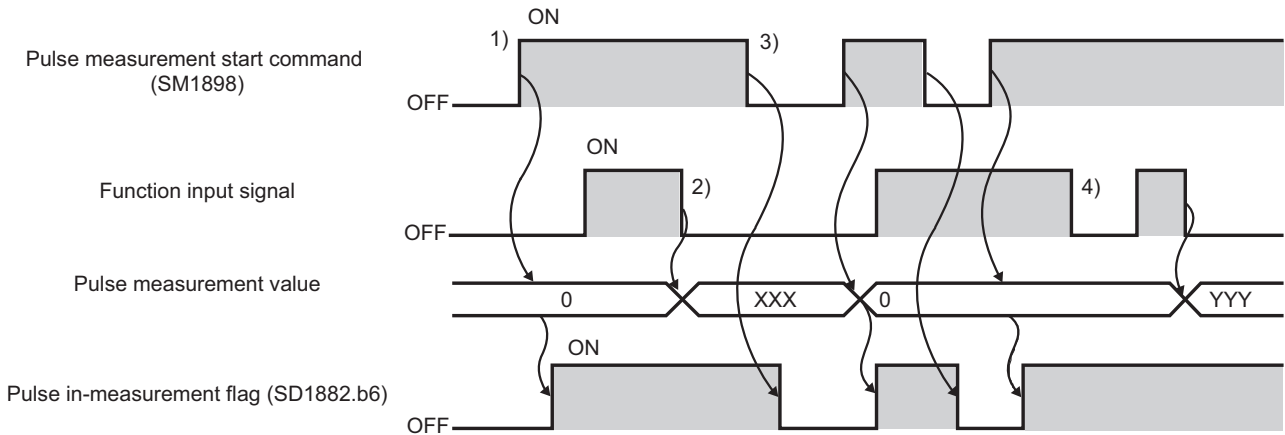 ON
1)
3)
Pulse measurement start command
(SM1898)
OFF
ON
Function input signal
2)
4)
OFF
Pulse measurement value
0
XXX
0
YYY
ON
Pulse in-measurement flag (SD1882.b6)
OFF